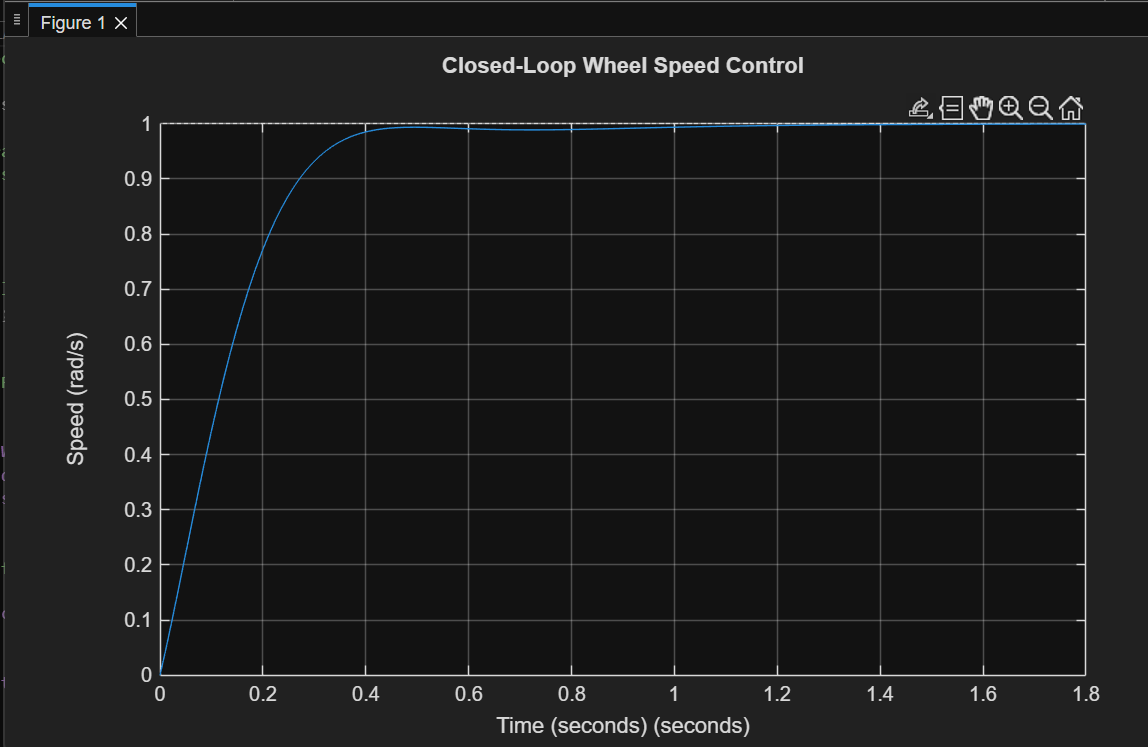 Figure 1
Closed-Loop Wheel Speed Control
1
0.9
0.8
0.7
0.6
0.5
0.4
0.3
0.2
0.1
0
Speed (rad/s)
0 0.2 0.4 0.6 0.8 1 1.2 1.4 1.6 1.8
Time (seconds) (seconds)